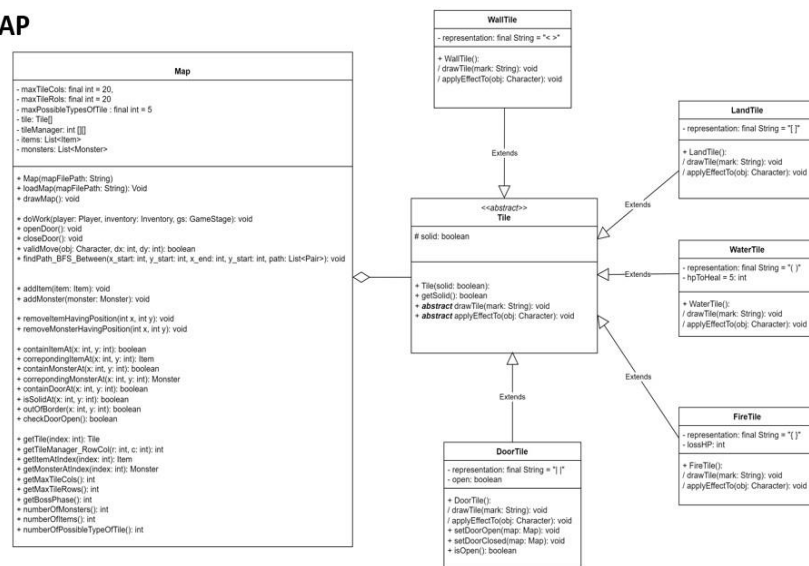 AP
Map
- maxTileCols: final int = 20,
- maxTileRols: final int = 20
- maxPossibleTypesOfTile : final int = 5
- tile: Tile[]
- tileManager: int [][]
- items: List<Item>
- monsters: List<Monster>
+ Map(mapFilePath: String)
+ loadMap(mapFilePath: String): Void
+ drawMap(): void
+ doWork(player: Player, inventory: Inventory, gs: GameStage): void
+ openDoor(): void
+ closeDoor(): void
+ validMove(obj: Character, dx: int, dy: int): boolean
+ findPath_BFS_Between(x_start: int, y_start: int, x_end: int, y_start: int, path: List<Pair>): void
+ addItem(item: Item): void
+ addMonster(monster: Monster): void
+ removeItemHavingPosition(int x, int y): void
+ removeMonsterHavingPosition(int x, int y): void
+ containItemAt(x: int, y: int): boolean
+ correpondingItemAt(x: int, y: int): Item
+ containMonsterAt(x: int, y: int): boolean
+ correpondingMonsterAt(x: int, y: int): Monster
+ containDoorAt(x: int, y: int): boolean
+ isSolidAt(x: int, y: int): boolean
+ outOfBorder(x: int, y: int): boolean
+ checkDoorOpen(): boolean
+ getTile(index: int): Tile
+ getTileManager_RowCol(r: int, c: int): int
+ getItemAtIndex(index: int): Item
+ getMonsterAtIndex(index: int): Monster
+ getMaxTileCols(): int
+ getMaxTileRows(): int
+ getBossPhase(): int
+ numberOfMonsters(): int
+ numberOfItems(): int
+ numberOfPossibleTypeOfTile(): int
WallTile
- representation: final String = "< >"
+ WallTile():
/ drawTile(mark: String): void
/ applyEffectTo(obj: Character): void
Extends
<<abstract>>
Tile
# solid: boolean
+ Tile(solid: boolean):
+ getSolid(): boolean
+ abstract drawTile(mark: String): void
+ abstract applyEffectTo(obj: Character): void
Extends
DoorTile
- representation: final String = "| |"
- open: boolean
+ DoorTile():
/ drawTile(mark: String): void
/ applyEffectTo(obj: Character): void
+ setDoorOpen(map: Map): void
+ setDoorClosed(map: Map): void
+ isOpen(): boolean
LandTile
- representation: final String = "[ ]"
+ LandTile():
/ drawTile(mark: String): void
/ applyEffectTo(obj: Character): void
Extends
WaterTile
- representation: final String = "( )"
- hpToHeal = 5: int
+ WaterTile():
/ drawTile(mark: String): void
/ applyEffectTo(obj: Character): void
Extends
Extends
FireTile
- representation: final String = "{ }"
- lossHP: int
+ FireTile():
/ drawTile(mark: String): void
/ applyEffectTo(obj: Character): void